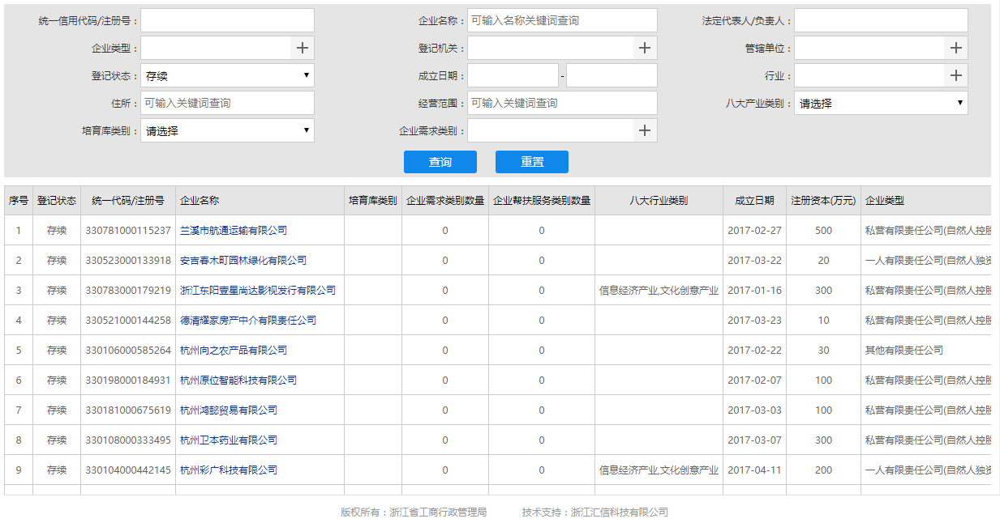 统一信用代码/注册号： 企业名称： 可输入名称关键词查询 法定代表人/负责人：
企业类型： + 登记机关： + 管辖单位： +
登记状态： 存续 成立日期： - 行业： +
住所： 可输入关键词查询 经营范围： 可输入关键词查询 八大产业类别： 请选择
培育库类别： 请选择 企业需求类别： +
查询 重置
序号 登记状态 统一代码/注册号 企业名称 培育库类别 企业需求类别数量 企业帮扶服务类别数量 八大行业类别 成立日期 注册资本(万元) 企业类型
1 存续 330781000115237 兰溪市航通运输有限公司 0 0 2017-02-27 500 私营有限责任公司(自然人控股
2 存续 330523000133918 安吉春木町园林绿化有限公司 0 0 2017-03-22 20 一人有限责任公司(自然人独资
3 存续 330783000179219 浙江东阳壹星尚达影视发行有限公司 0 0 信息经济产业,文化创意产业 2017-01-16 300 私营有限责任公司(自然人控股
4 存续 330521000144258 德清耀家房产中介有限责任公司 0 0 2017-03-23 10 私营有限责任公司(自然人控股
5 存续 330106000585264 杭州向之农产品有限公司 0 0 2017-02-22 30 其他有限责任公司
6 存续 330198000184931 杭州原位智能科技有限公司 0 0 2017-02-07 100 私营有限责任公司(自然人控股
7 存续 330181000675619 杭州鸿懿贸易有限公司 0 0 2017-03-03 100 私营有限责任公司(自然人控股
8 存续 330108000333495 杭州卫本药业有限公司 0 0 2017-03-07 300 私营有限责任公司(自然人控股
9 存续 330104000442145 杭州彩广科技有限公司 0 0 信息经济产业,文化创意产业 2017-04-11 200 一人有限责任公司(自然人独资
版权所有：浙江省工商行政管理局 技术支持：浙江汇信科技有限公司